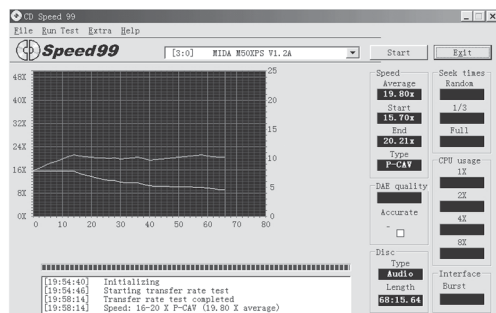 CD Speed 99
File Run Test Extra Help
Speed99
[3:0] MIDA M50XPS V1.2A
Start
Exit
48X
40X
32X
24X
16X
8X
0X
25
20
15
10
5
0
0 10 20 30 40 50 60 70 80
Speed
Average
19.80x
Start
15.70x
End
20.21x
Type
P-CAV
DAE quality
Accurate
-
Disc
Type
Audio
Length
68:15.64
Seek times
Random
1/3
Full
CPU usage
1X
2X
4X
8X
Interface
Burst
[19:54:40] Initializing
[19:54:46] Starting transfer rate test
[19:58:14] Transfer rate test completed
[19:58:14] Speed: 16-20 X P-CAV (19.80 X average)